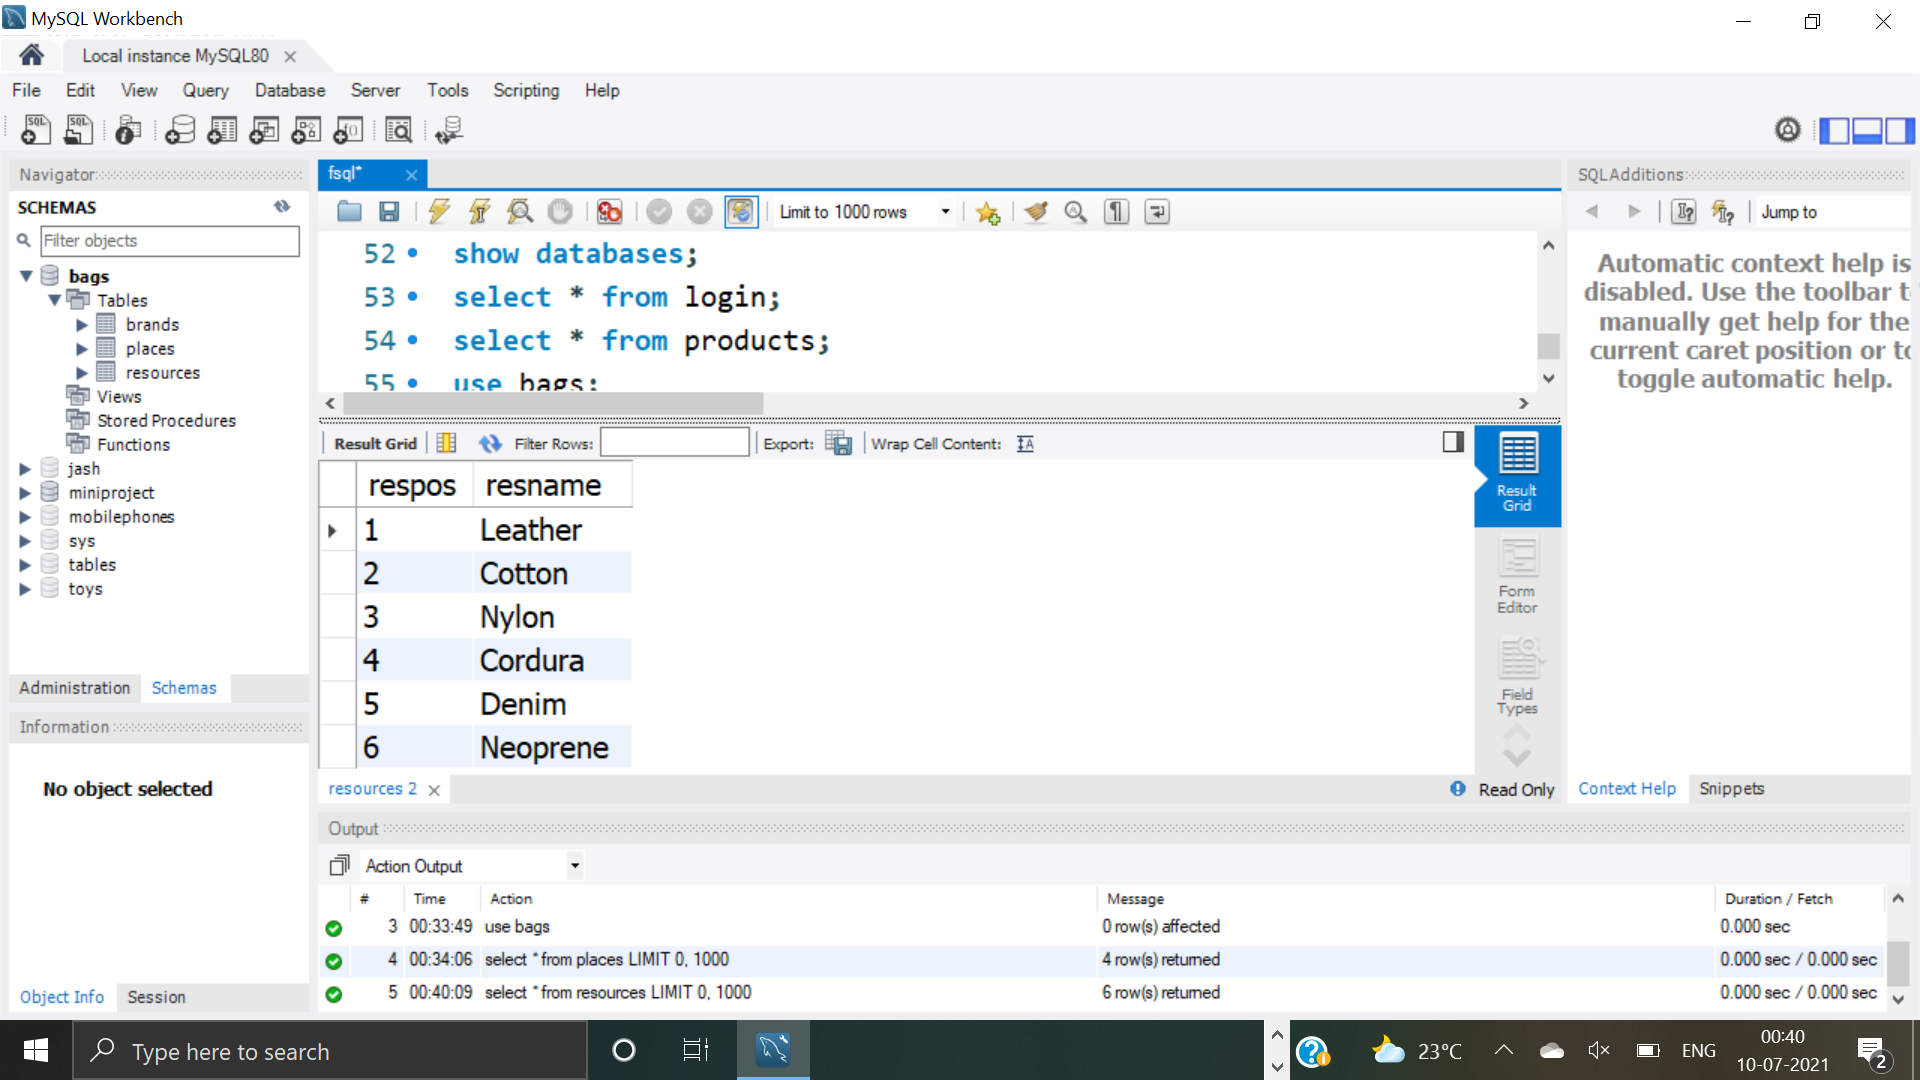 MySQL Workbench
Local instance MySQL80
File Edit View Query Database Server Tools Scripting Help
Navigator
SCHEMAS
Filter objects
bags
Tables
brands
places
resources
Views
Stored Procedures
Functions
jash
miniproject
mobilephones
sys
tables
toys
Administration Schemas
Information
No object selected
Object Info Session
fsql*
Limit to 1000 rows
52 show databases;
53 select * from login;
54 select * from products;
55 use bags;
Result Grid Filter Rows: Export: Wrap Cell Content:
respos resname
1 Leather
2 Cotton
3 Nylon
4 Cordura
5 Denim
6 Neoprene
Result
Grid
Form
Editor
Field
Types
resources 2
Read Only
SQLAdditions
Jump to
Automatic context help is
disabled. Use the toolbar t
manually get help for the
current caret position or to
toggle automatic help.
Context Help Snippets
Output
Action Output
# Time Action Message Duration / Fetch
3 00:33:49 use bags 0 row(s) affected 0.000 sec
4 00:34:06 select * from places LIMIT 0, 1000 4 row(s) returned 0.000 sec / 0.000 sec
5 00:40:09 select * from resources LIMIT 0, 1000 6 row(s) returned 0.000 sec / 0.000 sec
Type here to search
23°C
ENG
00:40
10-07-2021
2